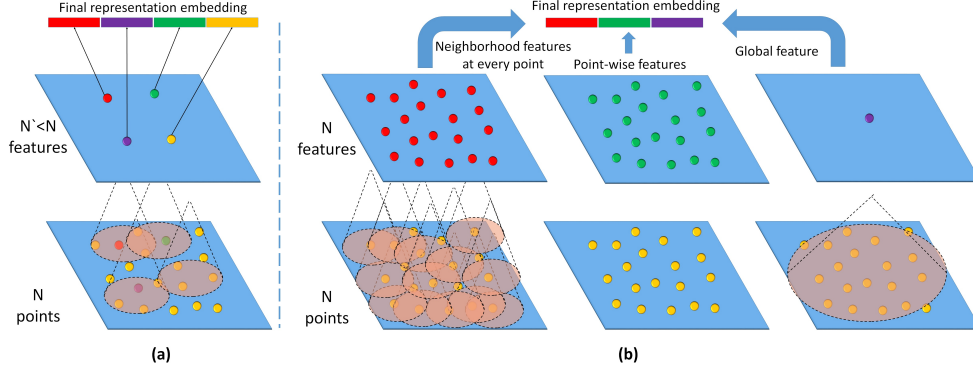 Final representation embedding
N`<N
features
N
points
(a)
Final representation embedding
Neighborhood features
at every point
Point-wise features
Global feature
N
features
N
points
(b)